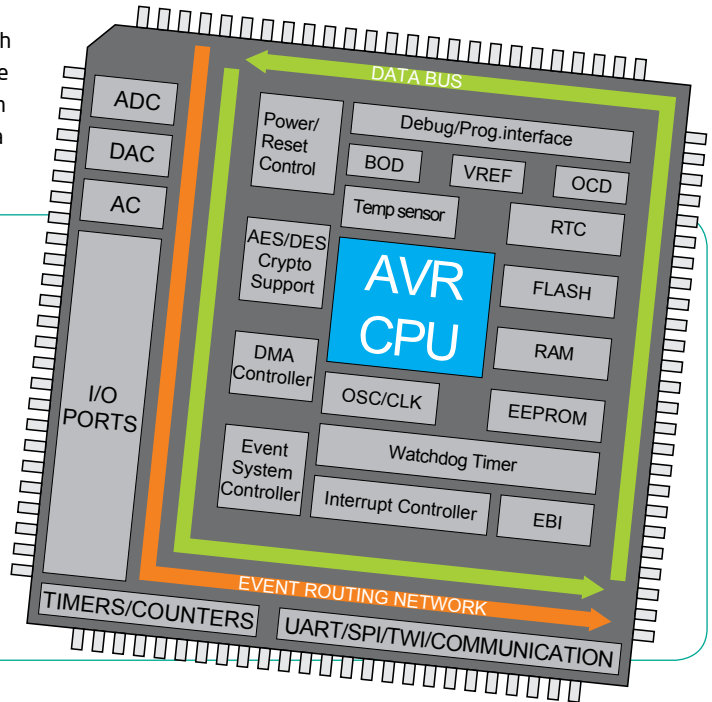 DATA BUS
ADC
DAC
AC
I/O
PORTS
Power/
Reset
Control
Debug/Prog.interface
BOD
VREF
OCD
Temp sensor
RTC
AES/DES
Crypto
Support
AVR
CPU
FLASH
DMA
Controller
RAM
OSC/CLK
EEPROM
Event
System
Controller
Watchdog Timer
Interrupt Controller
EBI
EVENT ROUTING NETWORK
TIMERS/COUNTERS
UART/SPI/TWI/COMMUNICATION